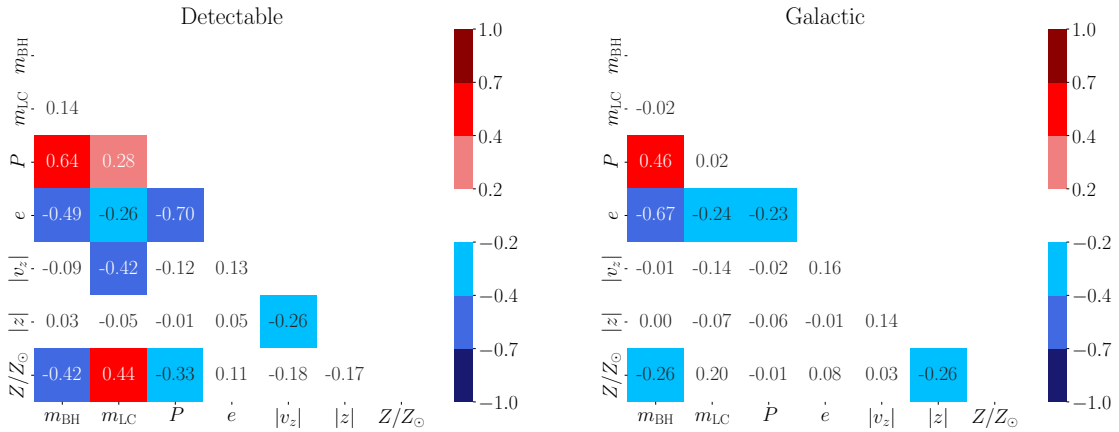 Detectable
m_BH
m_LC 0.14
P 0.64 0.28
e -0.49 -0.26 -0.70
|v_z| -0.09 -0.42 -0.12 0.13
|z| 0.03 -0.05 -0.01 0.05 -0.26
Z/Z_⊙ -0.42 0.44 -0.33 0.11 -0.18 -0.17
m_BH m_LC P e |v_z| |z| Z/Z_⊙
1.0
0.7
0.4
0.2
−0.2
−0.4
−0.7
−1.0
Galactic
m_BH
m_LC -0.02
P 0.46 0.02
e -0.67 -0.24 -0.23
|v_z| -0.01 -0.14 -0.02 0.16
|z| 0.00 -0.07 -0.06 -0.01 0.14
Z/Z_⊙ -0.26 0.20 -0.01 0.08 0.03 -0.26
m_BH m_LC P e |v_z| |z| Z/Z_⊙
1.0
0.7
0.4
0.2
−0.2
−0.4
−0.7
−1.0